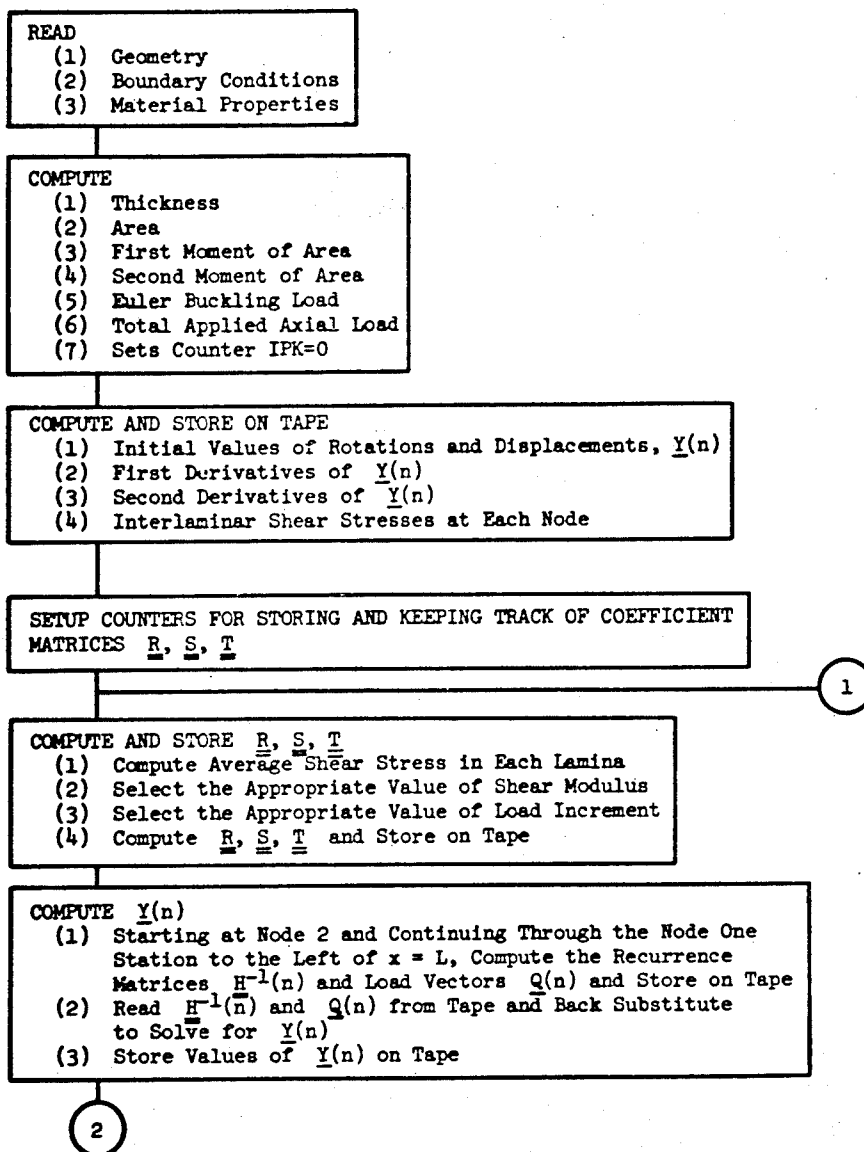 READ
(1) Geometry
(2) Boundary Conditions
(3) Material Properties
COMPUTE
(1) Thickness
(2) Area
(3) First Moment of Area
(4) Second Moment of Area
(5) Euler Buckling Load
(6) Total Applied Axial Load
(7) Sets Counter IPK=0
COMPUTE AND STORE ON TAPE
(1) Initial Values of Rotations and Displacements, Y(n)
(2) First Derivatives of Y(n)
(3) Second Derivatives of Y(n)
(4) Interlaminar Shear Stresses at Each Node
SETUP COUNTERS FOR STORING AND KEEPING TRACK OF COEFFICIENT
MATRICES R, S, T
1
COMPUTE AND STORE R, S, T
(1) Compute Average Shear Stress in Each Lamina
(2) Select the Appropriate Value of Shear Modulus
(3) Select the Appropriate Value of Load Increment
(4) Compute R, S, T and Store on Tape
COMPUTE Y(n)
(1) Starting at Node 2 and Continuing Through the Node One
Station to the Left of x = L, Compute the Recurrence
Matrices H⁻¹(n) and Load Vectors Q(n) and Store on Tape
(2) Read H⁻¹(n) and Q(n) from Tape and Back Substitute
to Solve for Y(n)
(3) Store Values of Y(n) on Tape
2